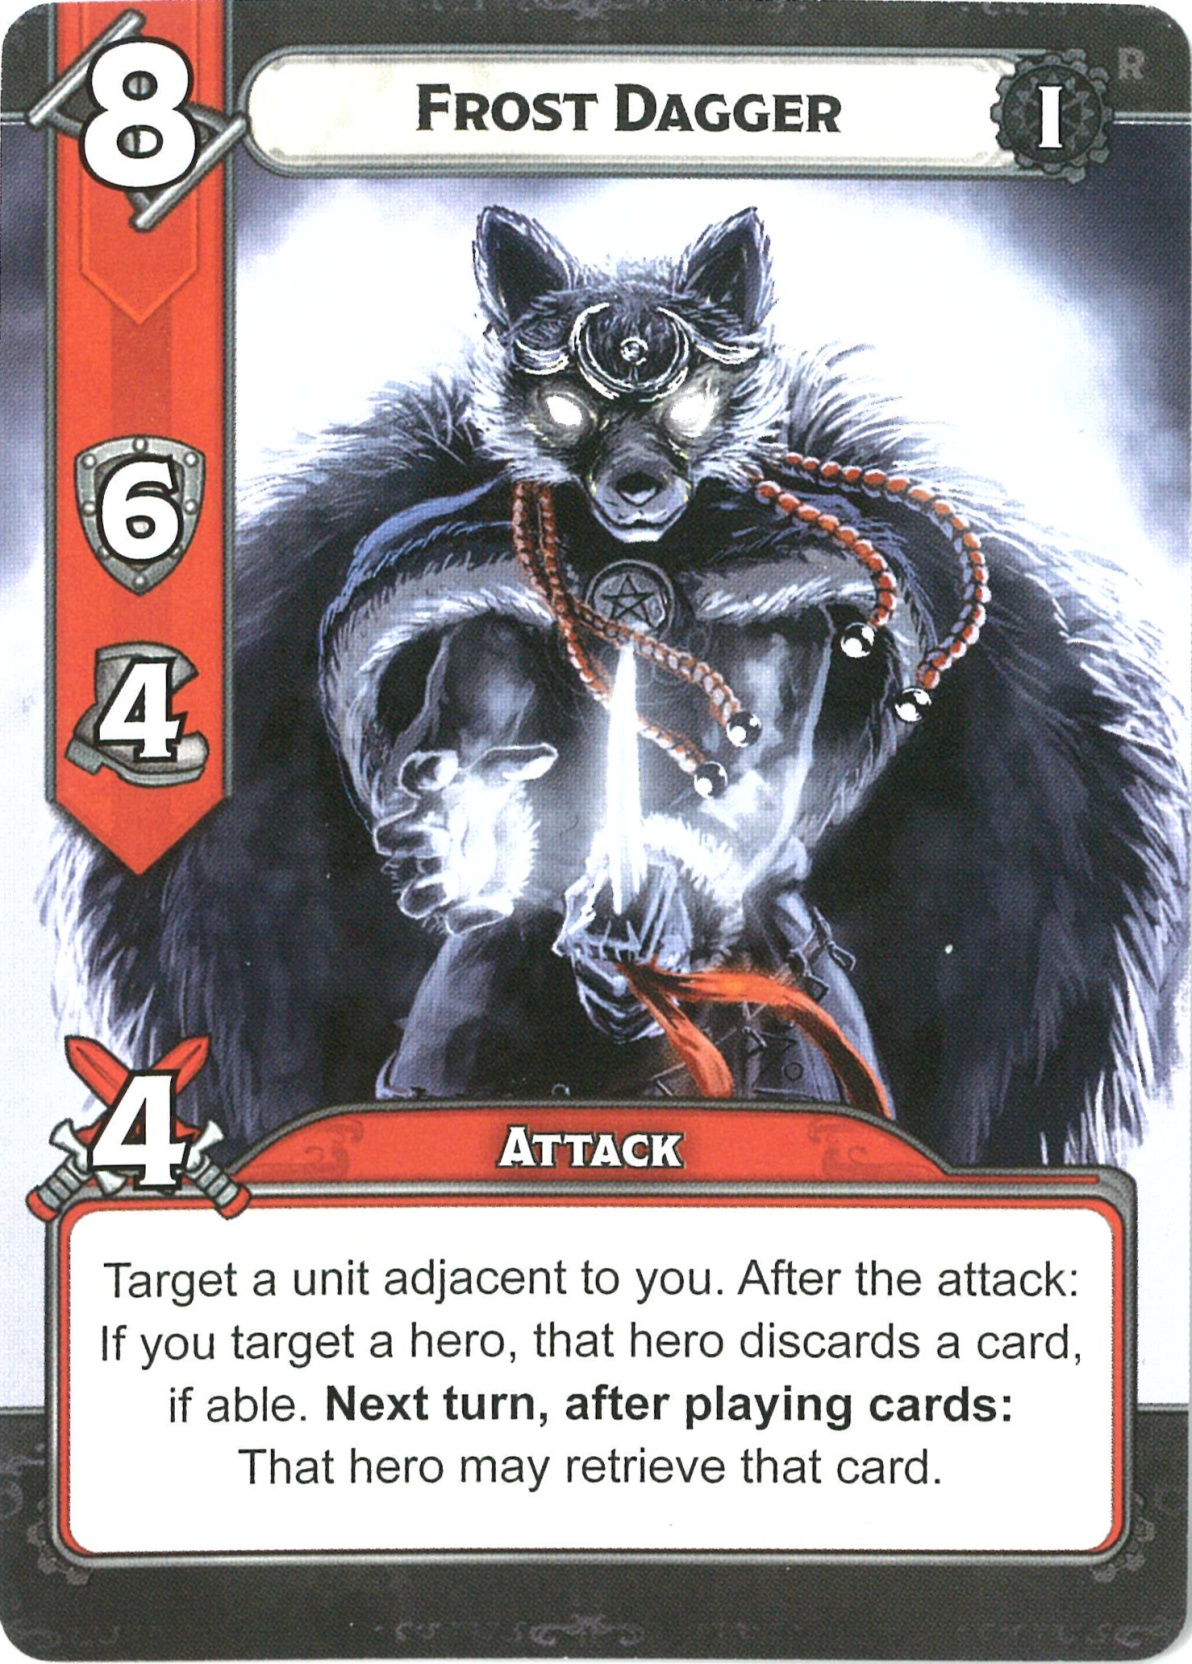 8
FROST DAGGER
I
R
6
4
4
ATTACK
Target a unit adjacent to you. After the attack:
If you target a hero, that hero discards a card,
if able. Next turn, after playing cards:
That hero may retrieve that card.